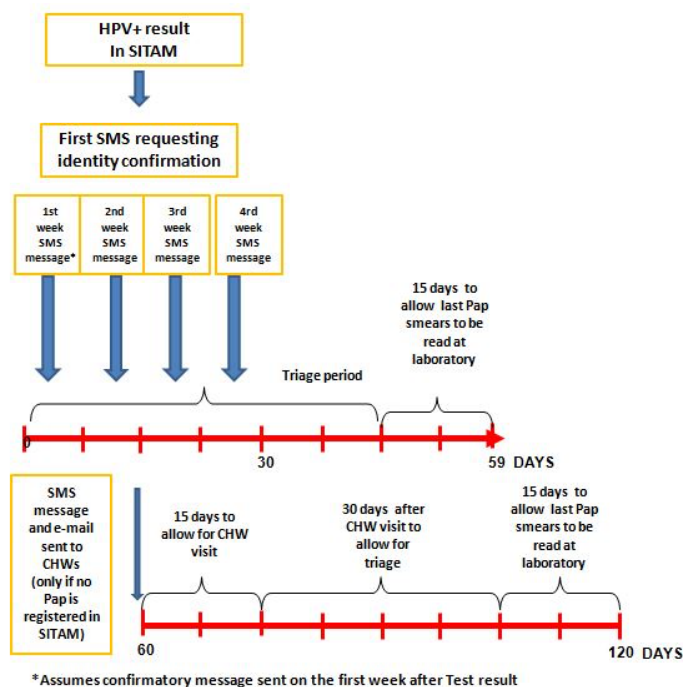 HPV+ result
In SITAM
First SMS requesting
identity confirmation
1st
week
SMS
message*
2nd
week
SMS
message
3rd
week
SMS
message
4rd
week
SMS
message
15 days to
allow last Pap
smears to be
read at
laboratory
Triage period
0
30
59 DAYS
SMS
message
and e-mail
sent to
CHWs
(only if no
Pap is
registered in
SITAM)
15 days to
allow for CHW
visit
30 days after
CHW visit to
allow for
triage
15 days to
allow last Pap
smears to be
read at
laboratory
60
120 DAYS
*Assumes confirmatory message sent on the first week after Test result